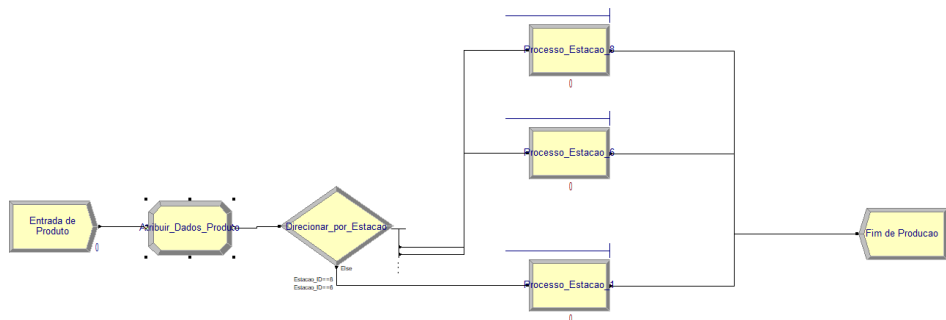 Processo_Estacao_8
0
Processo_Estacao_6
0
Entrada de
Produto
0
Atribuir_Dados_Produto
Direcionar_por_Estacao
Else
Estacao_ID==8
Estacao_ID==6
Processo_Estacao_1
0
Fim de Producao